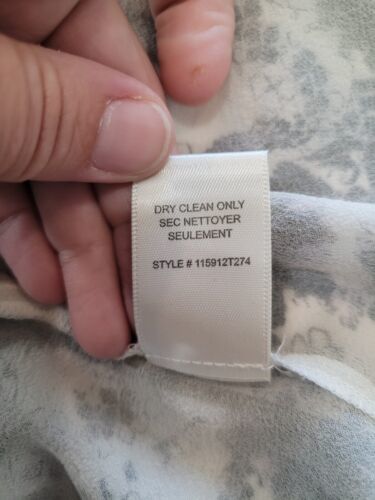 DRY CLEAN ONLY
SEC NETTOYER
SEULEMENT
STYLE # 115912T274